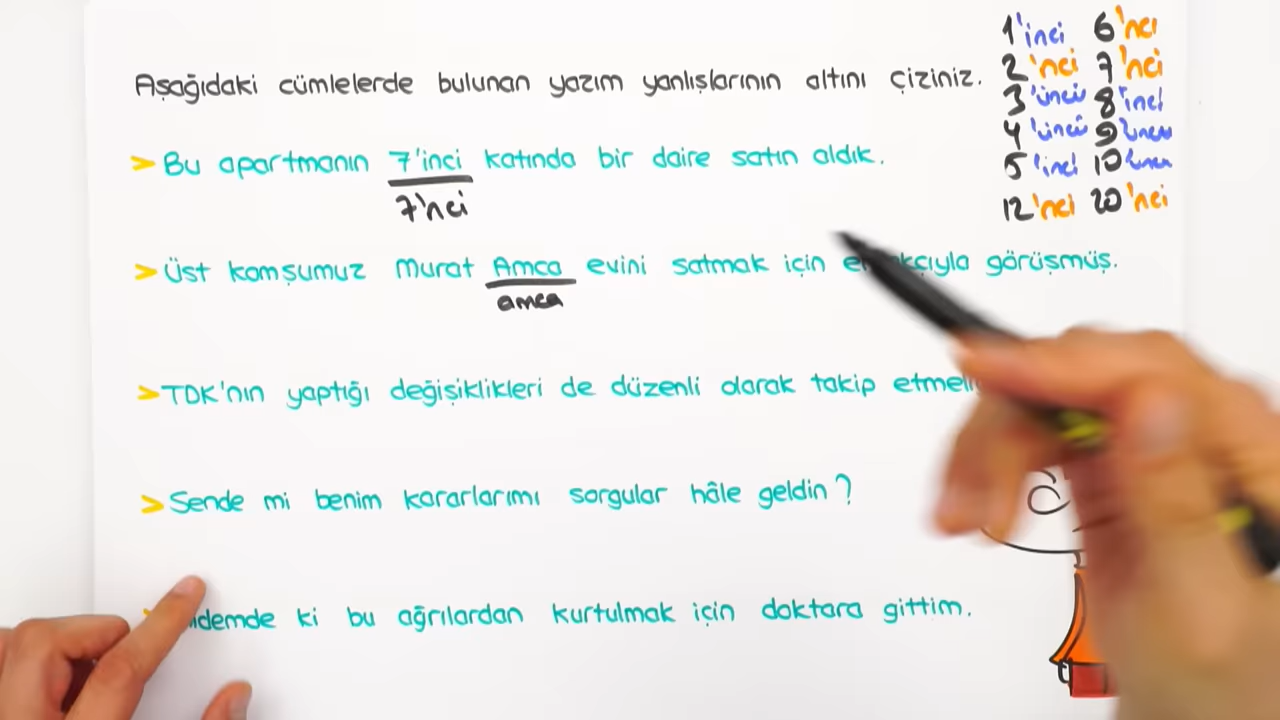 Aşağıdaki cümlelerde bulunan yazım yanlışlarının altını çiziniz.
1'inci 6'ncı
2'nci 7'nci
3'üncü 8'inci
4'üncü 9'uncu
5'inci 10'uncu
12'nci 20'nci
> Bu apartmanın 7'inci katında bir daire satın aldık.
7'nci
> Üst komşumuz Murat Amca evini satmak için görüşmüş.
amca
> TDK'nın yaptığı değişiklikleri de düzenli olarak takip
> Sende mi benim kararlarımı sorgular hâle geldin?
ki bu ağrılardan kurtulmak için doktara gittim.